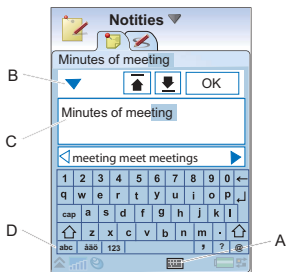 Notities
Minutes of meeting
B
OK
Minutes of meeting
C
meeting meet meetings
1 2 3 4 5 6 7 8 9 0 ←
q w e r t y u i o p
cap a s d f g h j k l
z x c v b n m .
D
abc áäö 123 , ? @
A